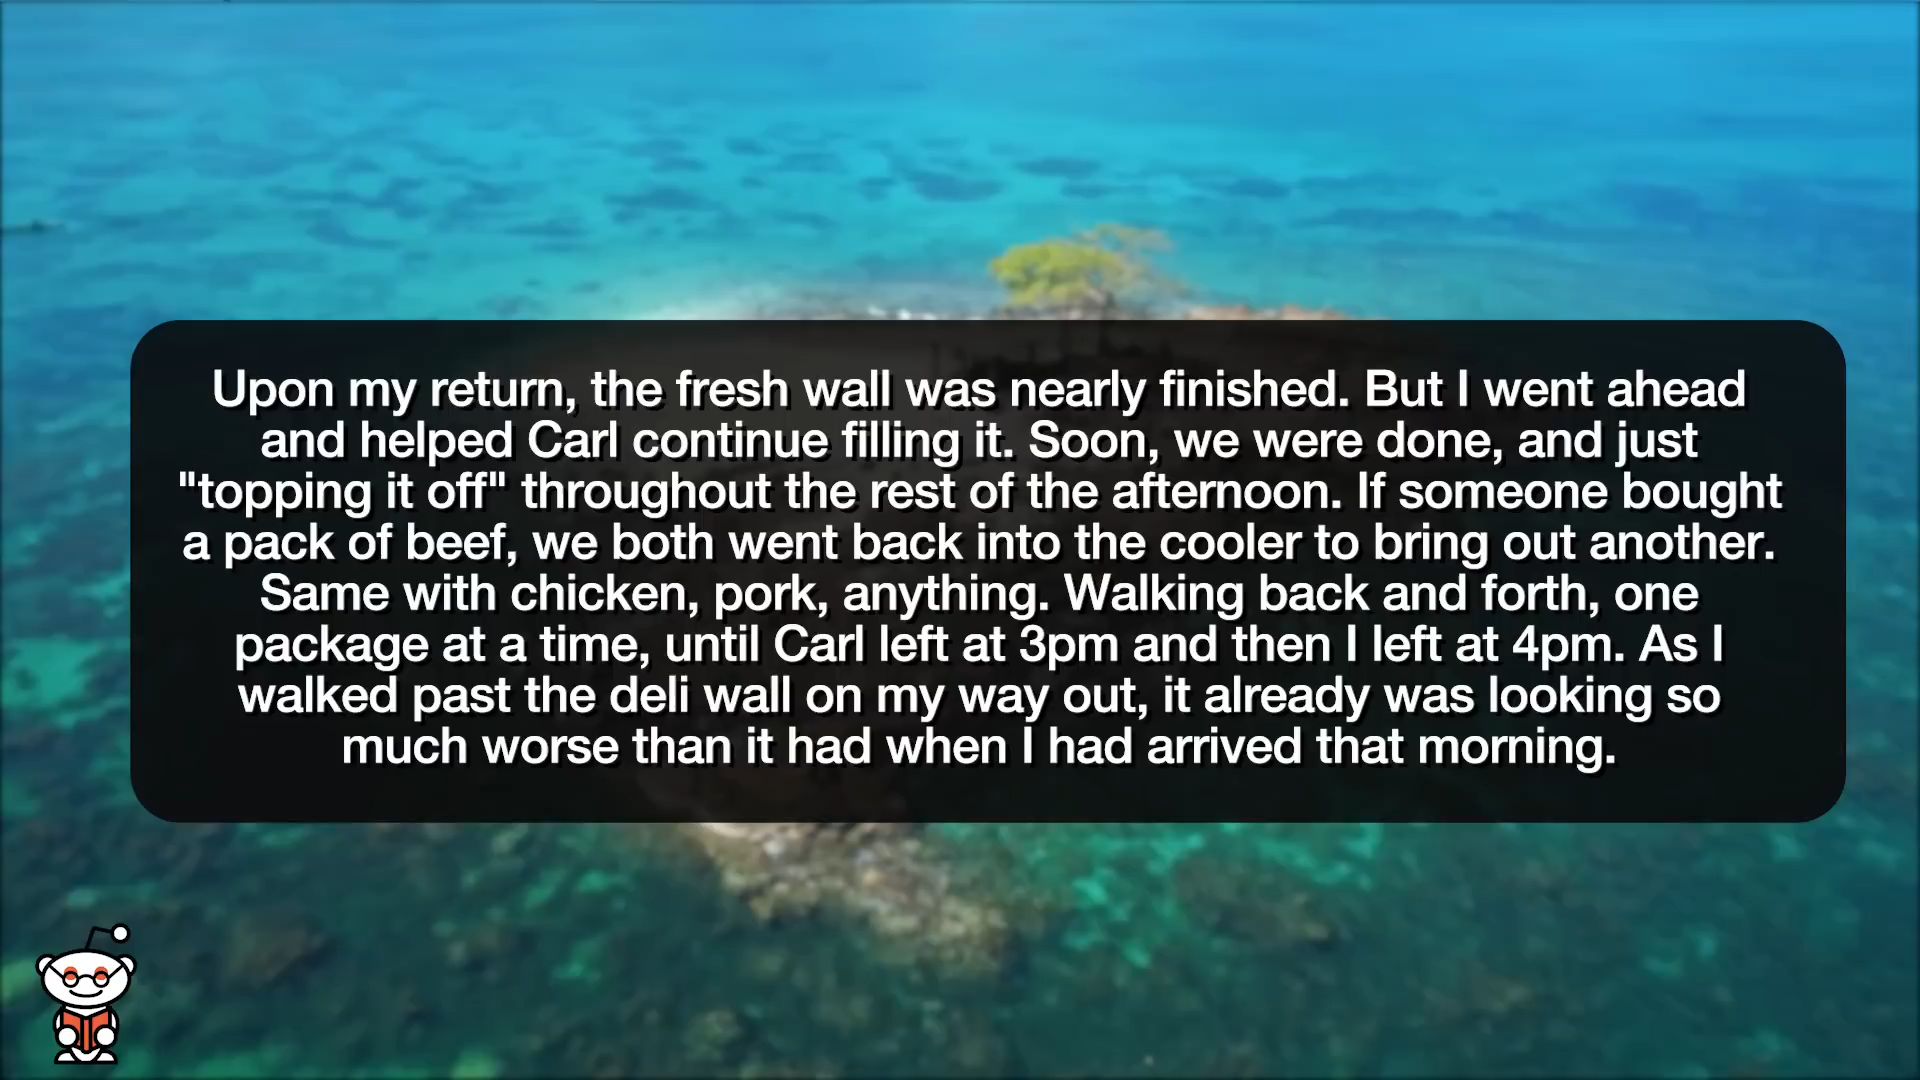 Upon my return, the fresh wall was nearly finished. But I went ahead
and helped Carl continue filling it. Soon, we were done, and just
"topping it off" throughout the rest of the afternoon. If someone bought
a pack of beef, we both went back into the cooler to bring out another.
Same with chicken, pork, anything. Walking back and forth, one
package at a time, until Carl left at 3pm and then I left at 4pm. As I
walked past the deli wall on my way out, it already was looking so
much worse than it had when I had arrived that morning.